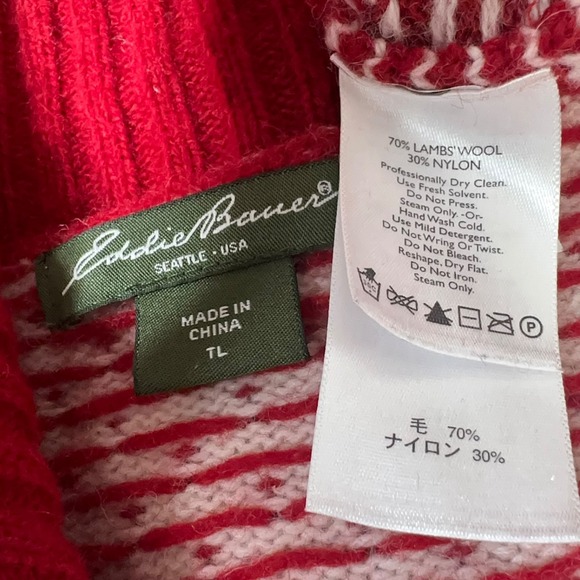 Eddie Bauer®
SEATTLE · USA
MADE IN
CHINA
TL
70% LAMBS' WOOL
30% NYLON
Professionally Dry Clean.
Use Fresh Solvent.
Do Not Press.
Steam Only. -Or-
Hand Wash Cold.
Use Mild Detergent.
Do Not Wring or Twist.
Do Not Bleach.
Reshape, Dry Flat.
Do Not Iron.
Steam Only.
P
毛 70%
ナイロン 30%